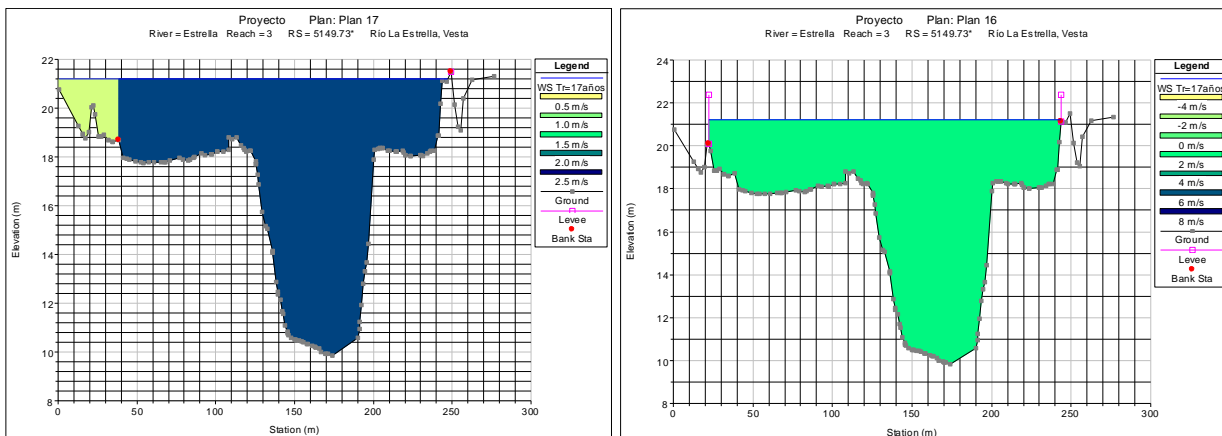 Proyecto Plan: Plan 17
River = Estrella Reach = 3 RS = 5149.73* Río La Estrella, Vesta
Elevation (m)
22
20
18
16
14
12
10
8
0 50 100 150 200 250 300
Station (m)
Legend
WS Tr=17años
0.5 m/s
1.0 m/s
1.5 m/s
2.0 m/s
2.5 m/s
Ground
Levee
Bank Sta
Proyecto Plan: Plan 16
River = Estrella Reach = 3 RS = 5149.73* Río La Estrella, Vesta
Elevation (m)
24
22
20
18
16
14
12
10
8
0 50 100 150 200 250 300
Station (m)
Legend
WS Tr=17años
-4 m/s
-2 m/s
0 m/s
2 m/s
4 m/s
6 m/s
8 m/s
Ground
Levee
Bank Sta